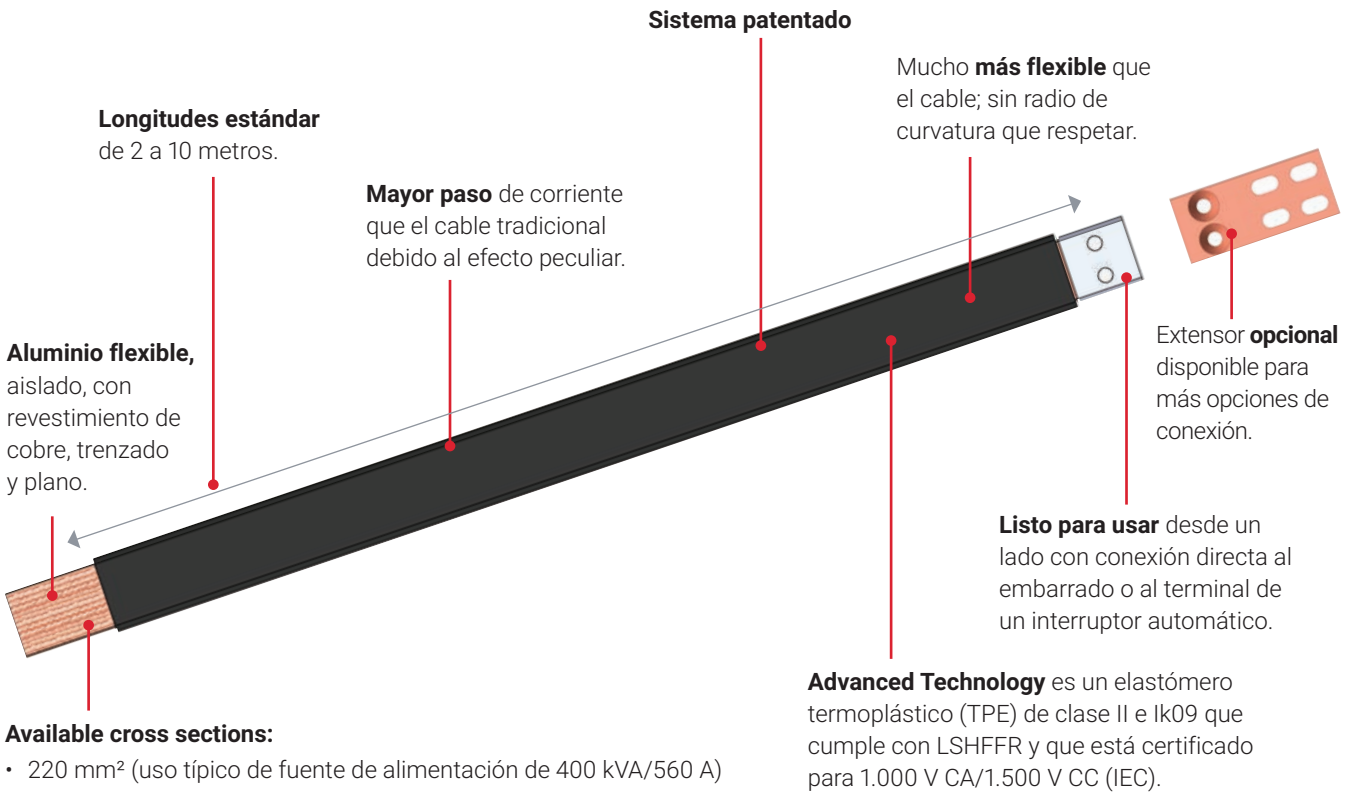 Sistema patentado
Mucho más flexible que
el cable; sin radio de
curvatura que respetar.
Longitudes estándar
de 2 a 10 metros.
Mayor paso de corriente
que el cable tradicional
debido al efecto peculiar.
Aluminio flexible,
aislado, con
revestimiento de
cobre, trenzado
y plano.
Extensor opcional
disponible para
más opciones de
conexión.
Listo para usar desde un
lado con conexión directa al
embarrado o al terminal de
un interruptor automático.
Advanced Technology es un elastómero
termoplástico (TPE) de clase II e Ik09 que
cumple con LSHFFR y que está certificado
para 1.000 V CA/1.500 V CC (IEC).
Available cross sections:
• 220 mm² (uso típico de fuente de alimentación de 400 kVA/560 A)